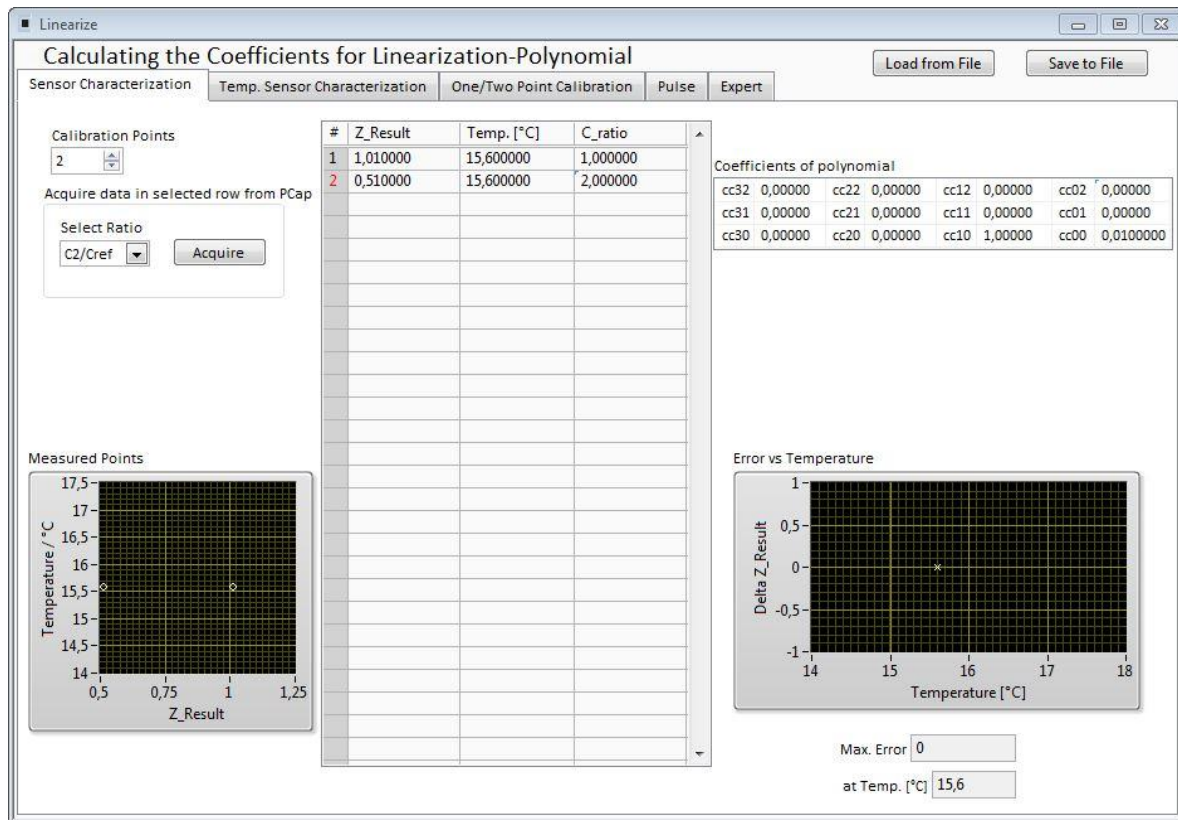 Linearize
Calculating the Coefficients for Linearization-Polynomial
Load from File
Save to File
Sensor Characterization
Temp. Sensor Characterization
One/Two Point Calibration
Pulse
Expert
Calibration Points
2
Acquire data in selected row from PCap
Select Ratio
C2/Cref
Acquire
# Z_Result Temp. [°C] C_ratio
1 1,010000 15,600000 1,000000
2 0,510000 15,600000 2,000000
Coefficients of polynomial
cc32 0,00000 cc22 0,00000 cc12 0,00000 cc02 0,00000
cc31 0,00000 cc21 0,00000 cc11 0,00000 cc01 0,00000
cc30 0,00000 cc20 0,00000 cc10 1,00000 cc00 0,0100000
Measured Points
Temperature / °C
17,5
17
16,5
16
15,5
15
14,5
14
0,5 0,75 1 1,25
Z_Result
Error vs Temperature
Delta Z_Result
1
0,5
0
-0,5
-1
14 15 16 17 18
Temperature [°C]
Max. Error 0
at Temp. [°C] 15,6